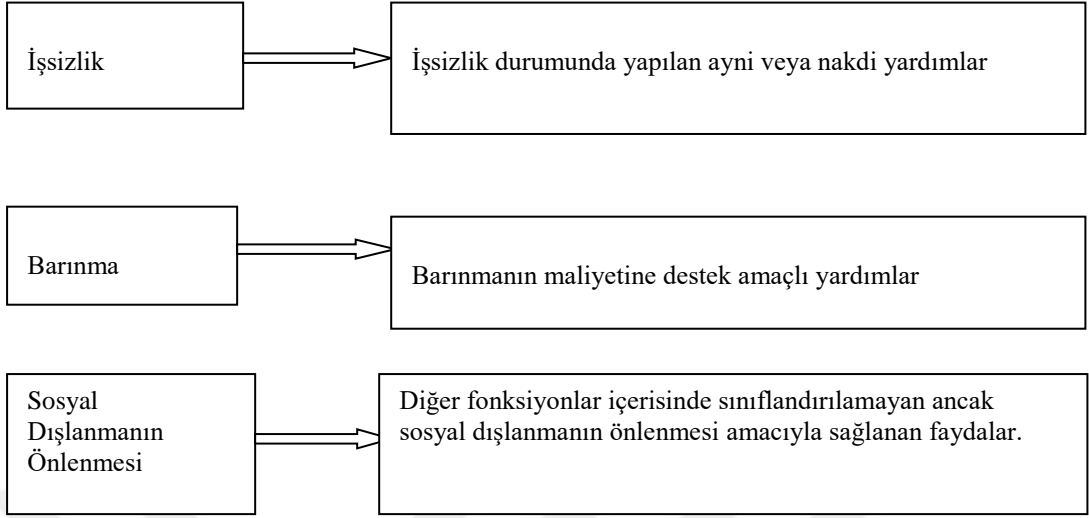 İşsizlik
İşsizlik durumunda yapılan ayni veya nakdi yardımlar
Barınma
Barınmanın maliyetine destek amaçlı yardımlar
Sosyal
Dışlanmanın
Önlenmesi
Diğer fonksiyonlar içerisinde sınıflandırılamayan ancak
sosyal dışlanmanın önlenmesi amacıyla sağlanan faydalar.